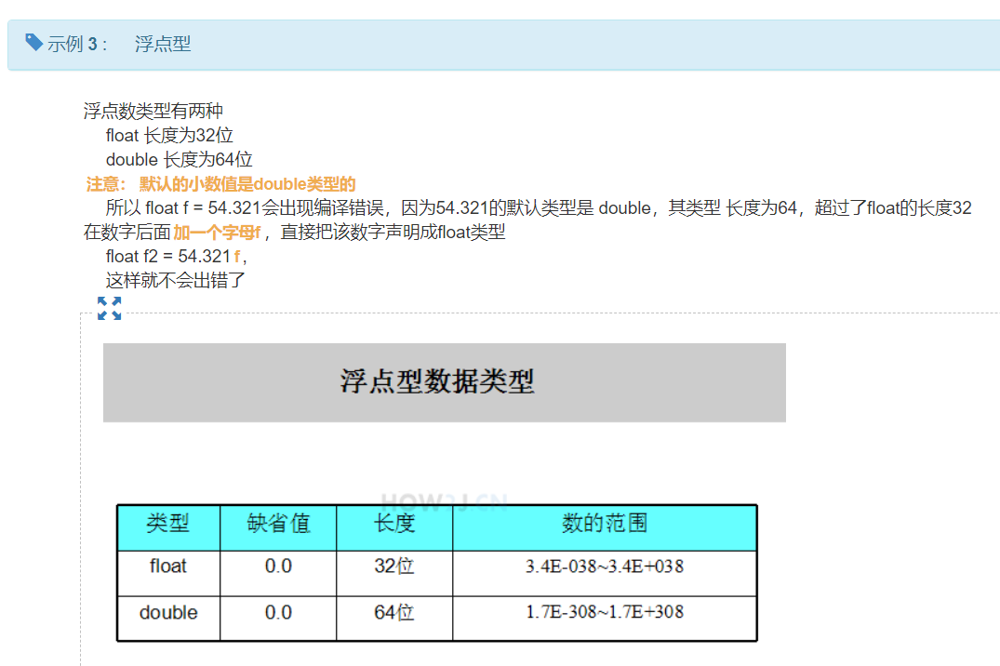 示例 3 : 浮点型
浮点数类型有两种
float 长度为32位
double 长度为64位
注意： 默认的小数值是double类型的
所以 float f = 54.321会出现编译错误，因为54.321的默认类型是 double，其类型 长度为64，超过了float的长度32
在数字后面加一个字母f，直接把该数字声明成float类型
float f2 = 54.321f，
这样就不会出错了
浮点型数据类型
HOW2J.CN
类型 缺省值 长度 数的范围
float 0.0 32位 3.4E-038~3.4E+038
double 0.0 64位 1.7E-308~1.7E+308